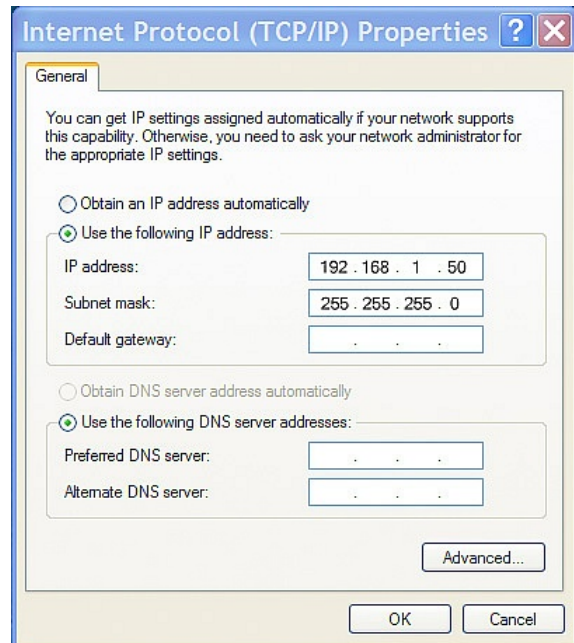 Internet Protocol (TCP/IP) Properties ?
General
You can get IP settings assigned automatically if your network supports
this capability. Otherwise, you need to ask your network administrator for
the appropriate IP settings.
Obtain an IP address automatically
Use the following IP address:
IP address: 192 . 168 . 1 . 50
Subnet mask: 255 . 255 . 255 . 0
Default gateway: . . .
Obtain DNS server address automatically
Use the following DNS server addresses:
Preferred DNS server: . . .
Alternate DNS server: . . .
Advanced...
OK Cancel